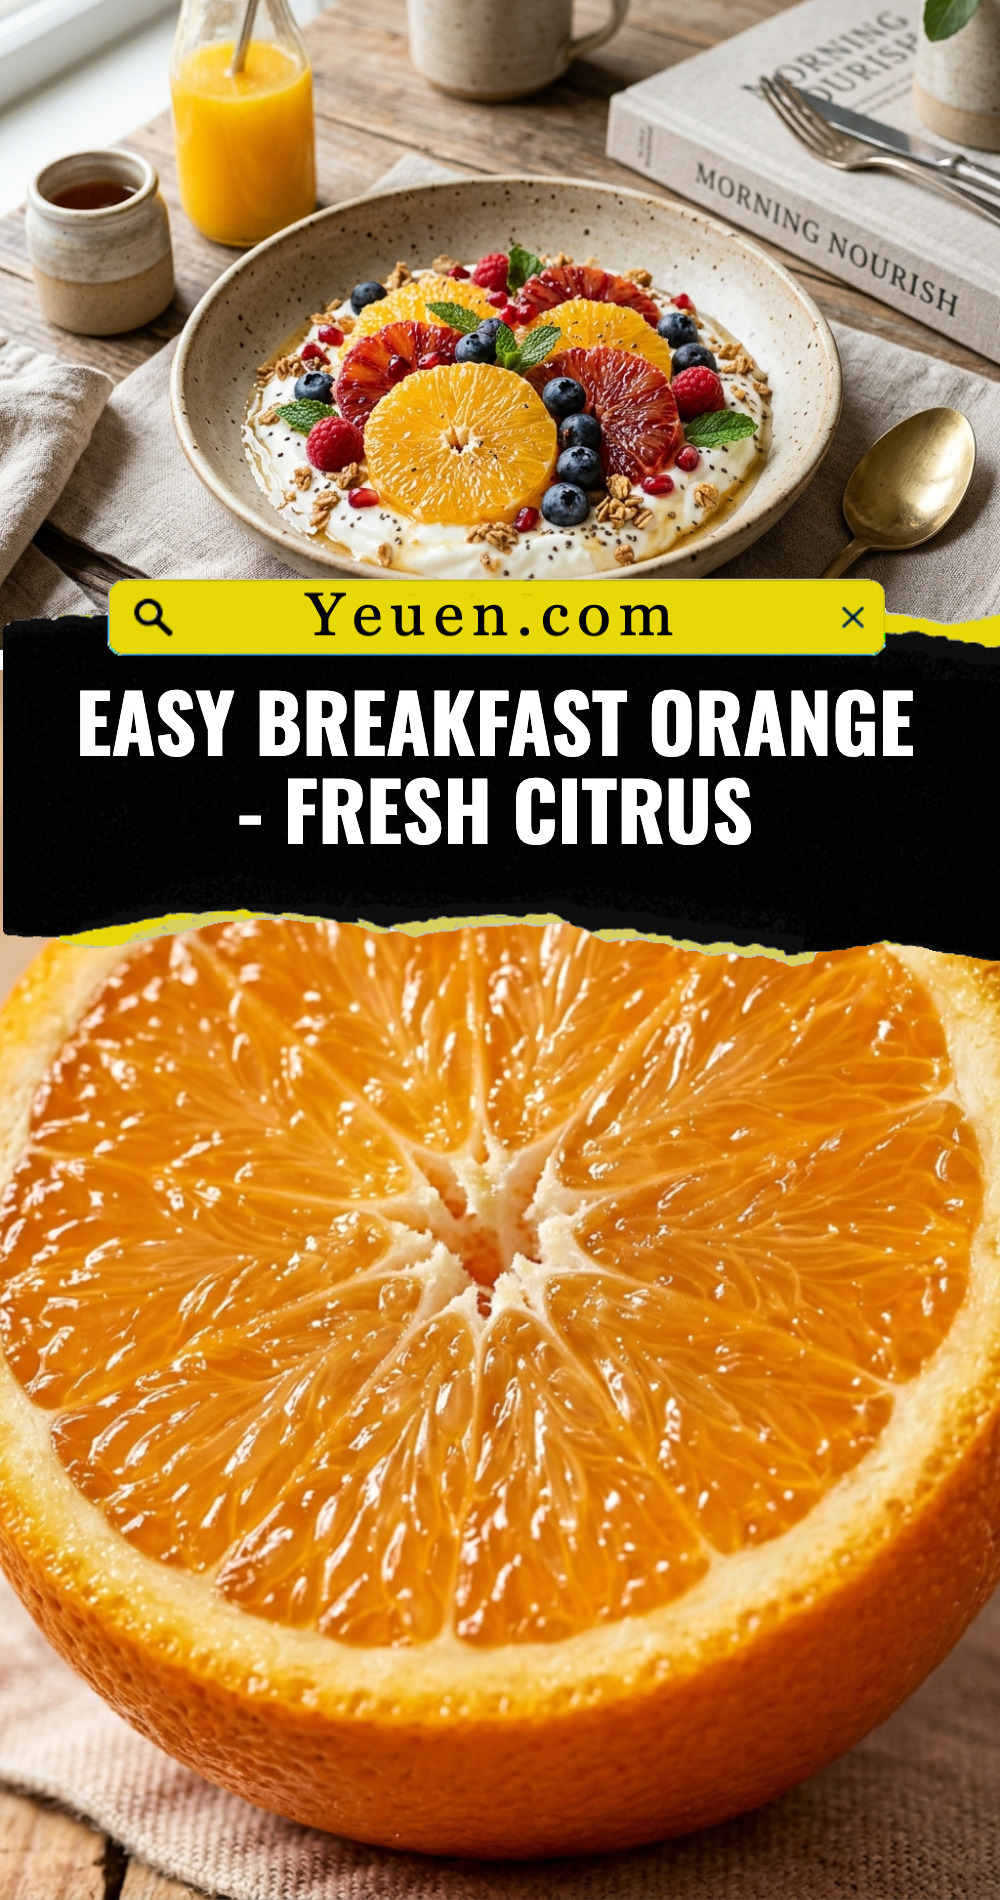 MORNING
NOURISH
MORNING NOURISH
Yeuen.com
EASY BREAKFAST ORANGE
- FRESH CITRUS